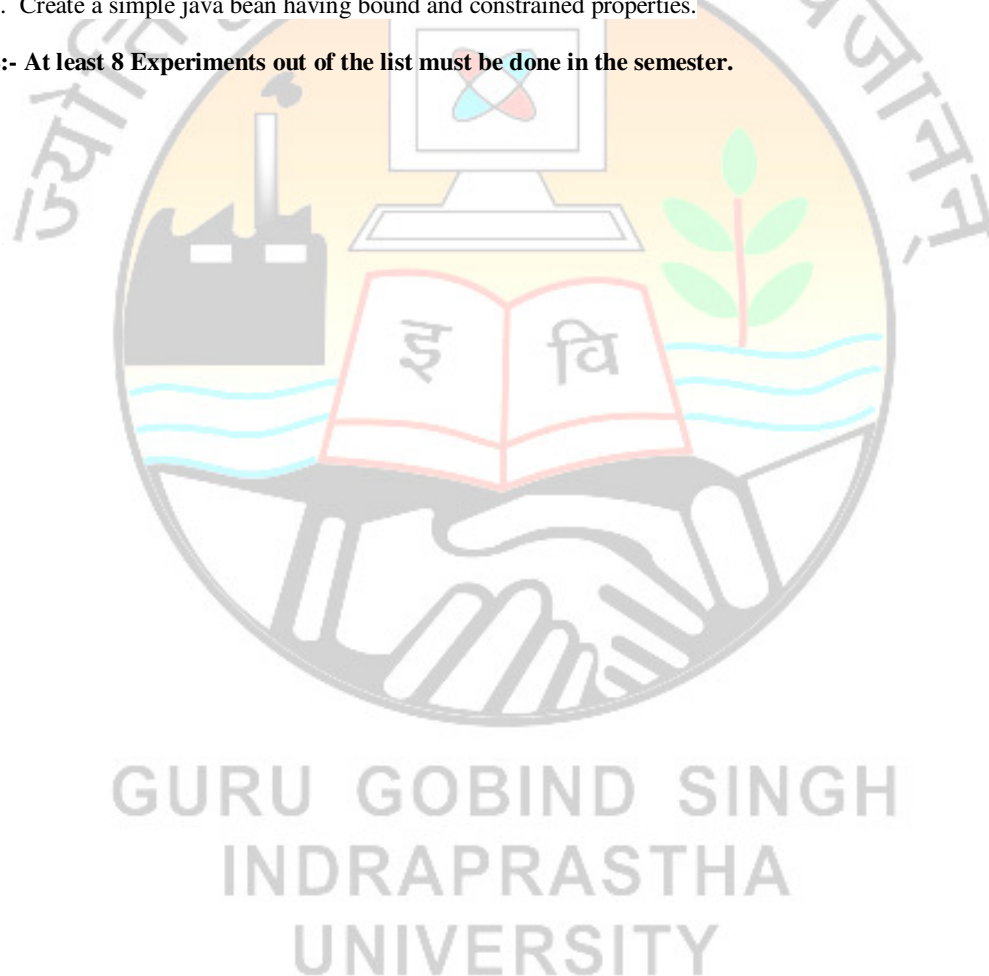 . Create a simple java bean having bound and constrained properties.
:- At least 8 Experiments out of the list must be done in the semester.
इ वि
GURU GOBIND SINGH
INDRAPRASTHA
UNIVERSITY